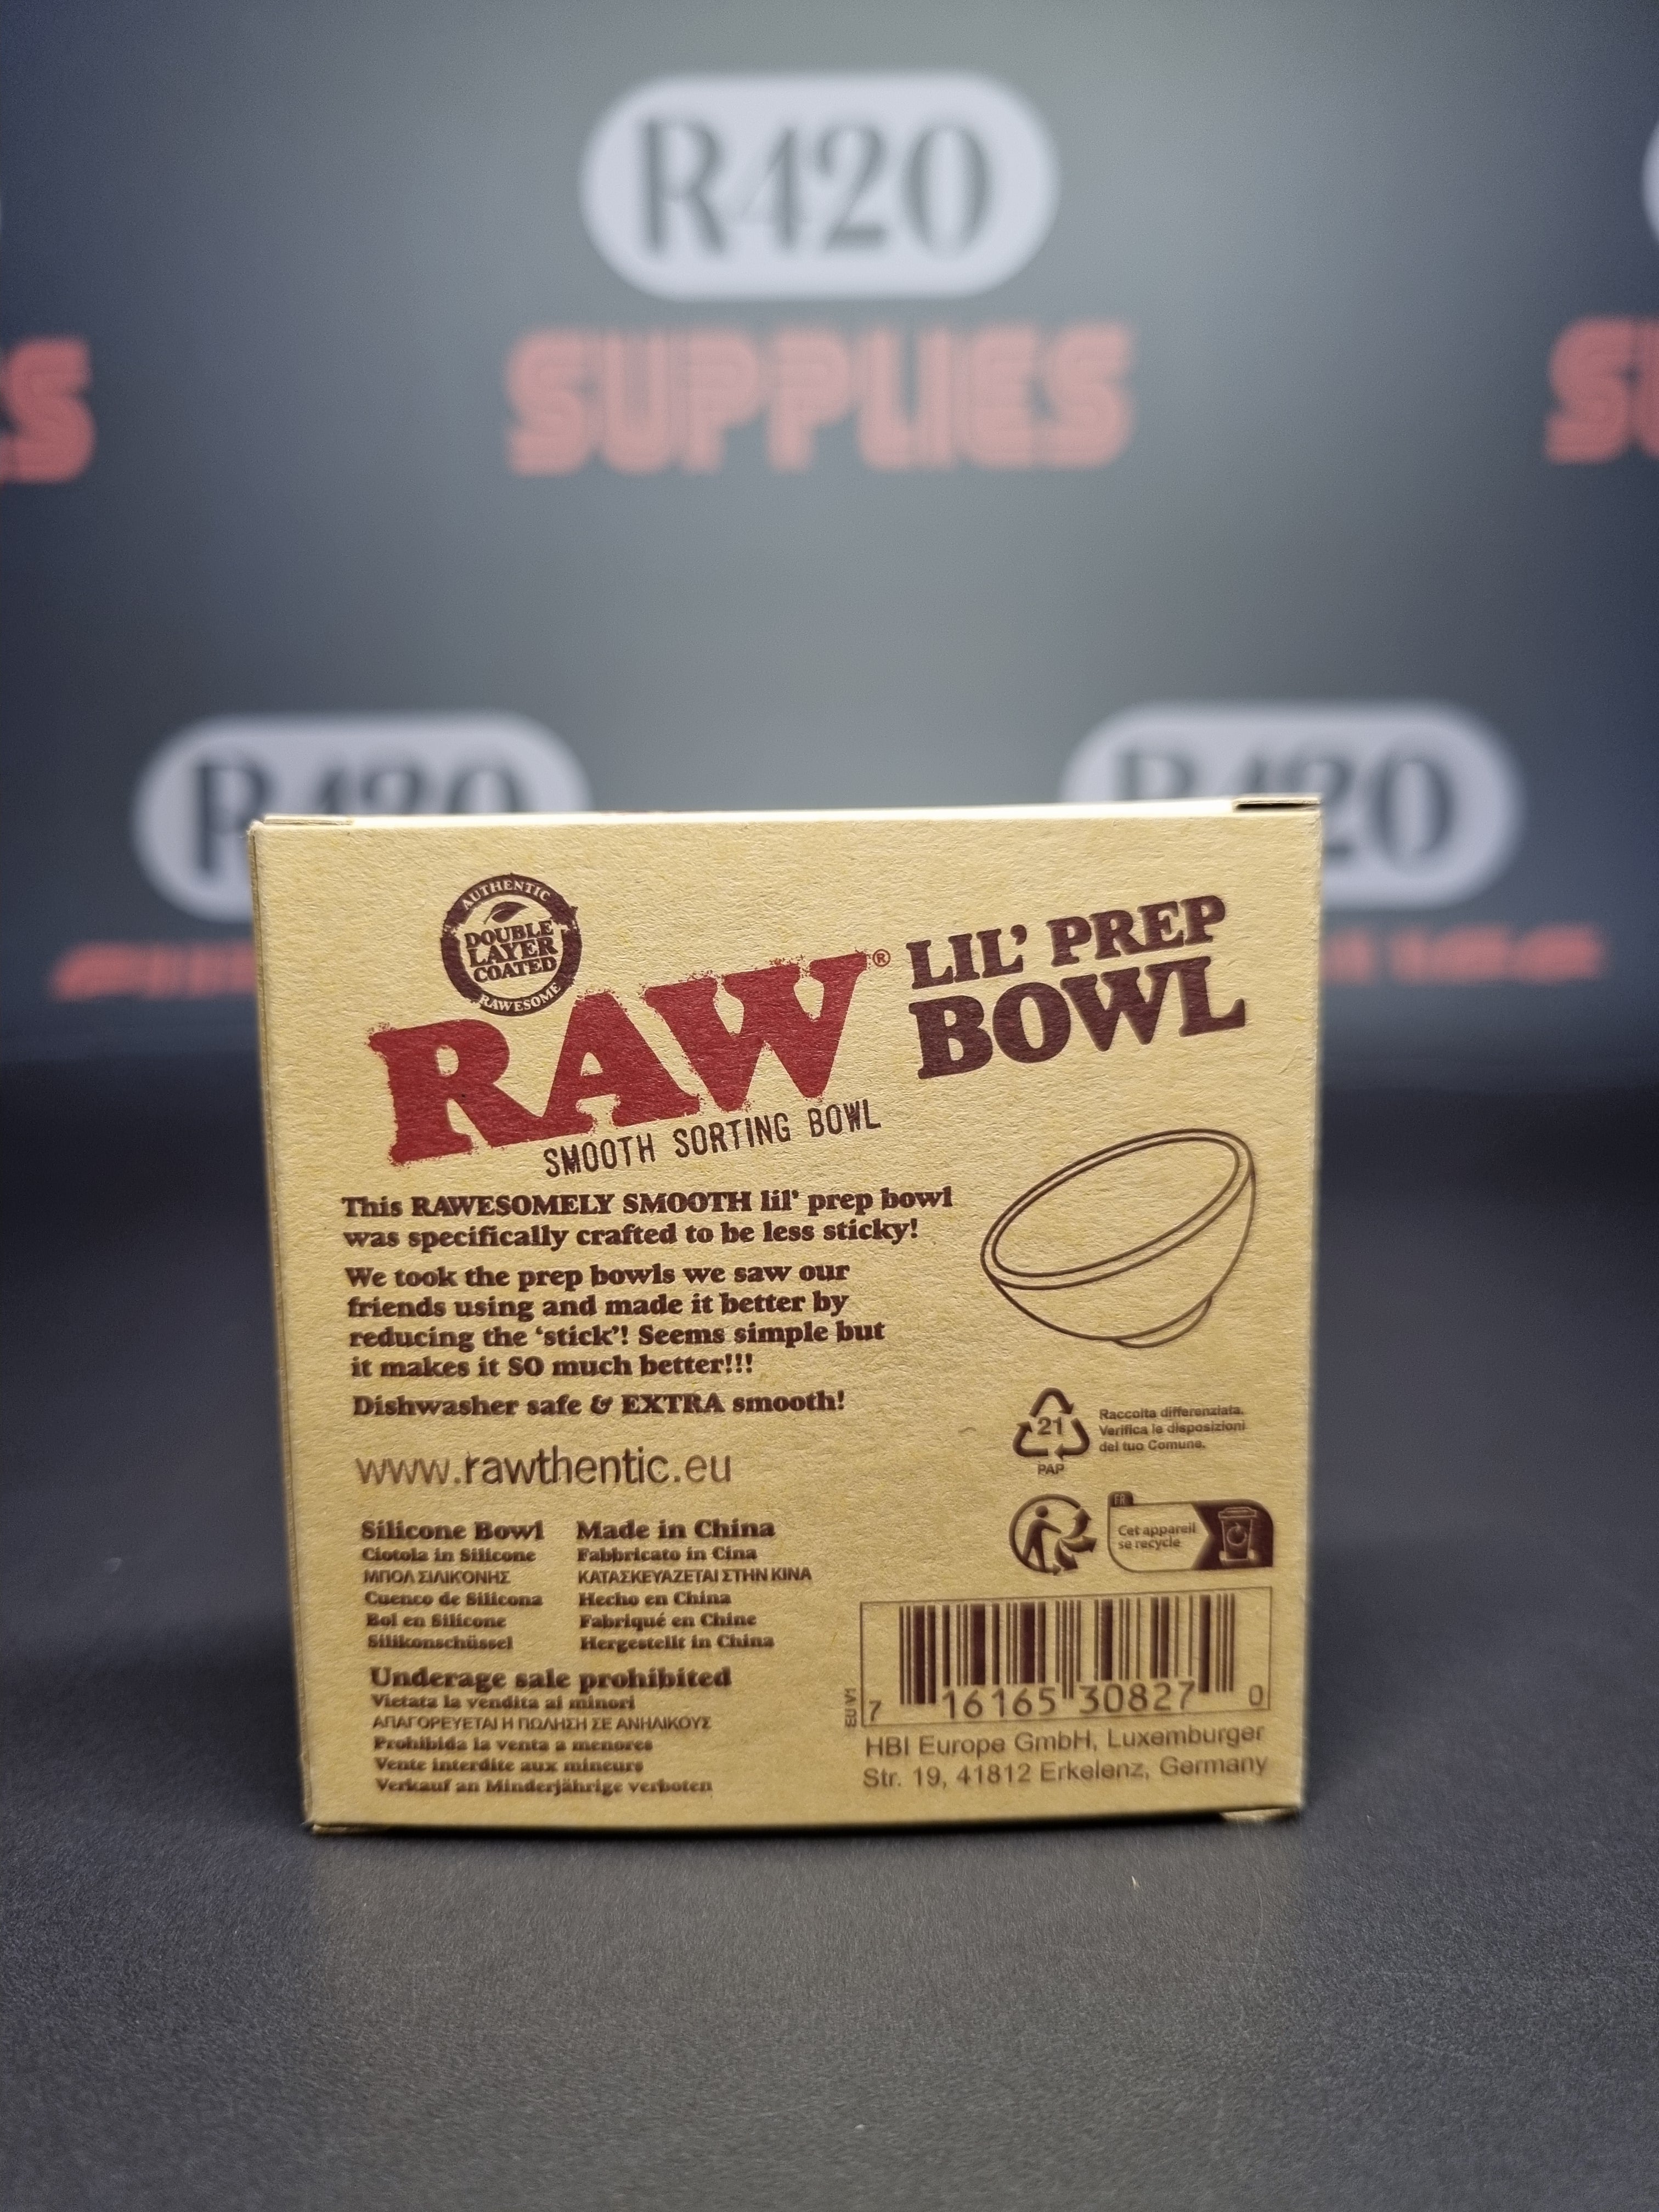 R420
SUPPLIES
R420
AUTHENTIC
DOUBLE
LAYER
COATED
RAWESOME
RAW®
LIL' PREP
BOWL
SMOOTH SORTING BOWL
This RAWESOMELY SMOOTH lil' prep bowl
was specifically crafted to be less sticky!
We took the prep bowls we saw our
friends using and made it better by
reducing the 'stick'! Seems simple but
it makes it SO much better!!!
Dishwasher safe & EXTRA smooth!
www.rawthentic.eu
21
PAP
Raccolta differenziata.
Verifica le disposizioni
del tuo Comune.
FR
Cet appareil
se recycle
Silicone Bowl
Ciotola in Silicone
ΜΠΟΛ ΣΙΛΙΚΟΝΗΣ
Cuenco de Silicona
Bol en Silicone
Silikonschüssel
Made in China
Fabbricato in Cina
ΚΑΤΑΣΚΕΥΑΖΕΤΑΙ ΣΤΗΝ ΚΙΝΑ
Hecho en China
Fabriqué en Chine
Hergestellt in China
Underage sale prohibited
Vietata la vendita ai minori
ΑΠΑΓΟΡΕΥΕΤΑΙ Η ΠΩΛΗΣΗ ΣΕ ΑΝΗΛΙΚΟΥΣ
Prohibida la venta a menores
Vente interdite aux mineurs
Verkauf an Minderjährige verboten
EU V1
7 16165 30827 0
HBI Europe GmbH, Luxemburger
Str. 19, 41812 Erkelenz, Germany